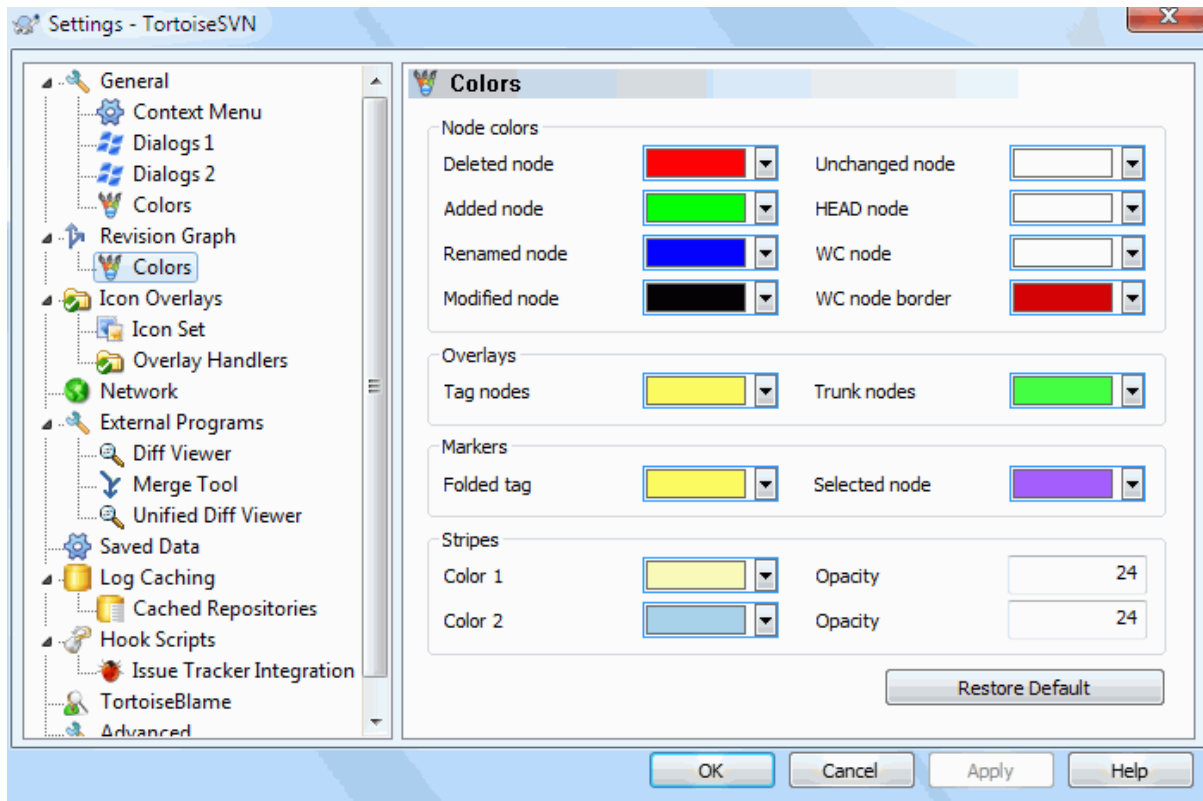 Settings - TortoiseSVN
General
Context Menu
Dialogs 1
Dialogs 2
Colors
Revision Graph
Colors
Icon Overlays
Icon Set
Overlay Handlers
Network
External Programs
Diff Viewer
Merge Tool
Unified Diff Viewer
Saved Data
Log Caching
Cached Repositories
Hook Scripts
Issue Tracker Integration
TortoiseBlame
Advanced
Colors
Node colors
Deleted node
Unchanged node
Added node
HEAD node
Renamed node
WC node
Modified node
WC node border
Overlays
Tag nodes
Trunk nodes
Markers
Folded tag
Selected node
Stripes
Color 1
Opacity
24
Color 2
Opacity
24
Restore Default
OK
Cancel
Apply
Help